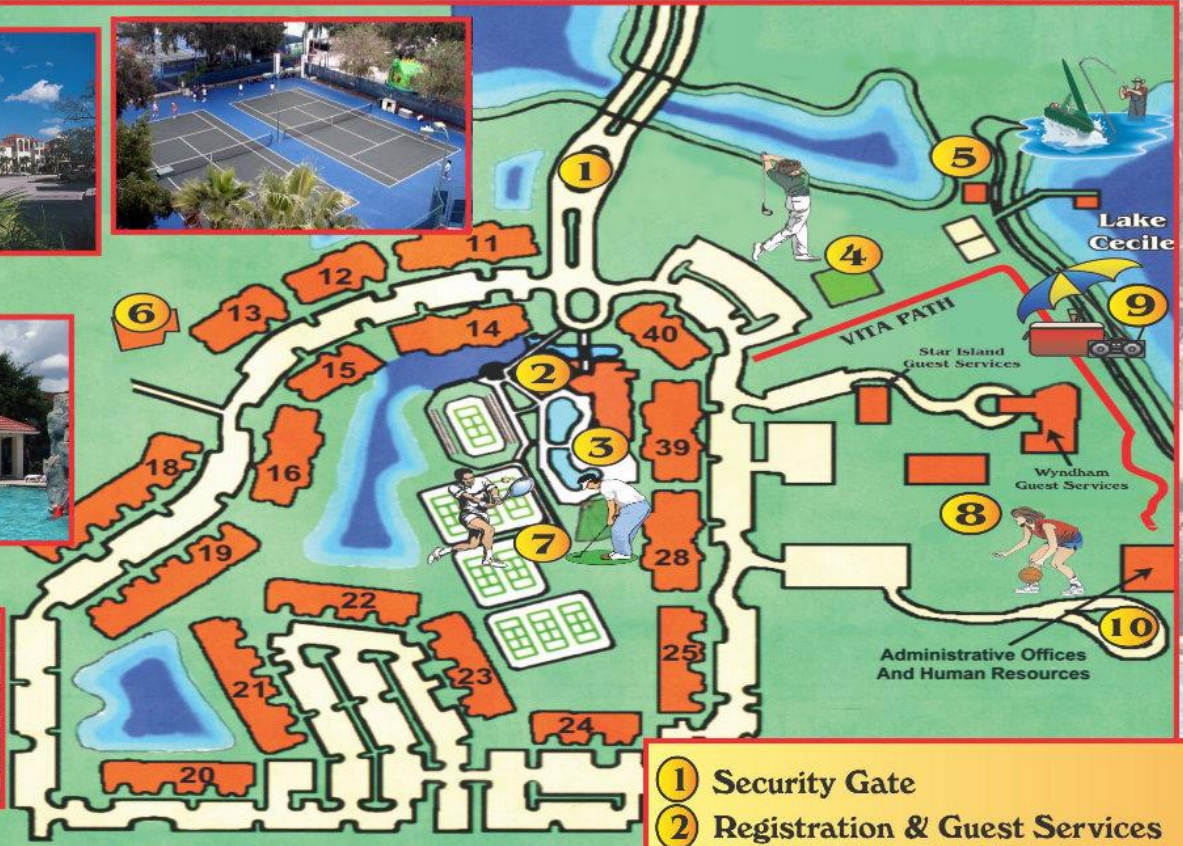 1
5
Lake
Cecile
11
4
12
9
6
13
VITA PATH
14
40
Star Island
Guest Services
15
2
3
39
18
16
Wyndham
Guest Services
8
7
19
28
22
10
25
Administrative Offices
And Human Resources
21
23
24
20
1 Security Gate
2 Registration & Guest Services